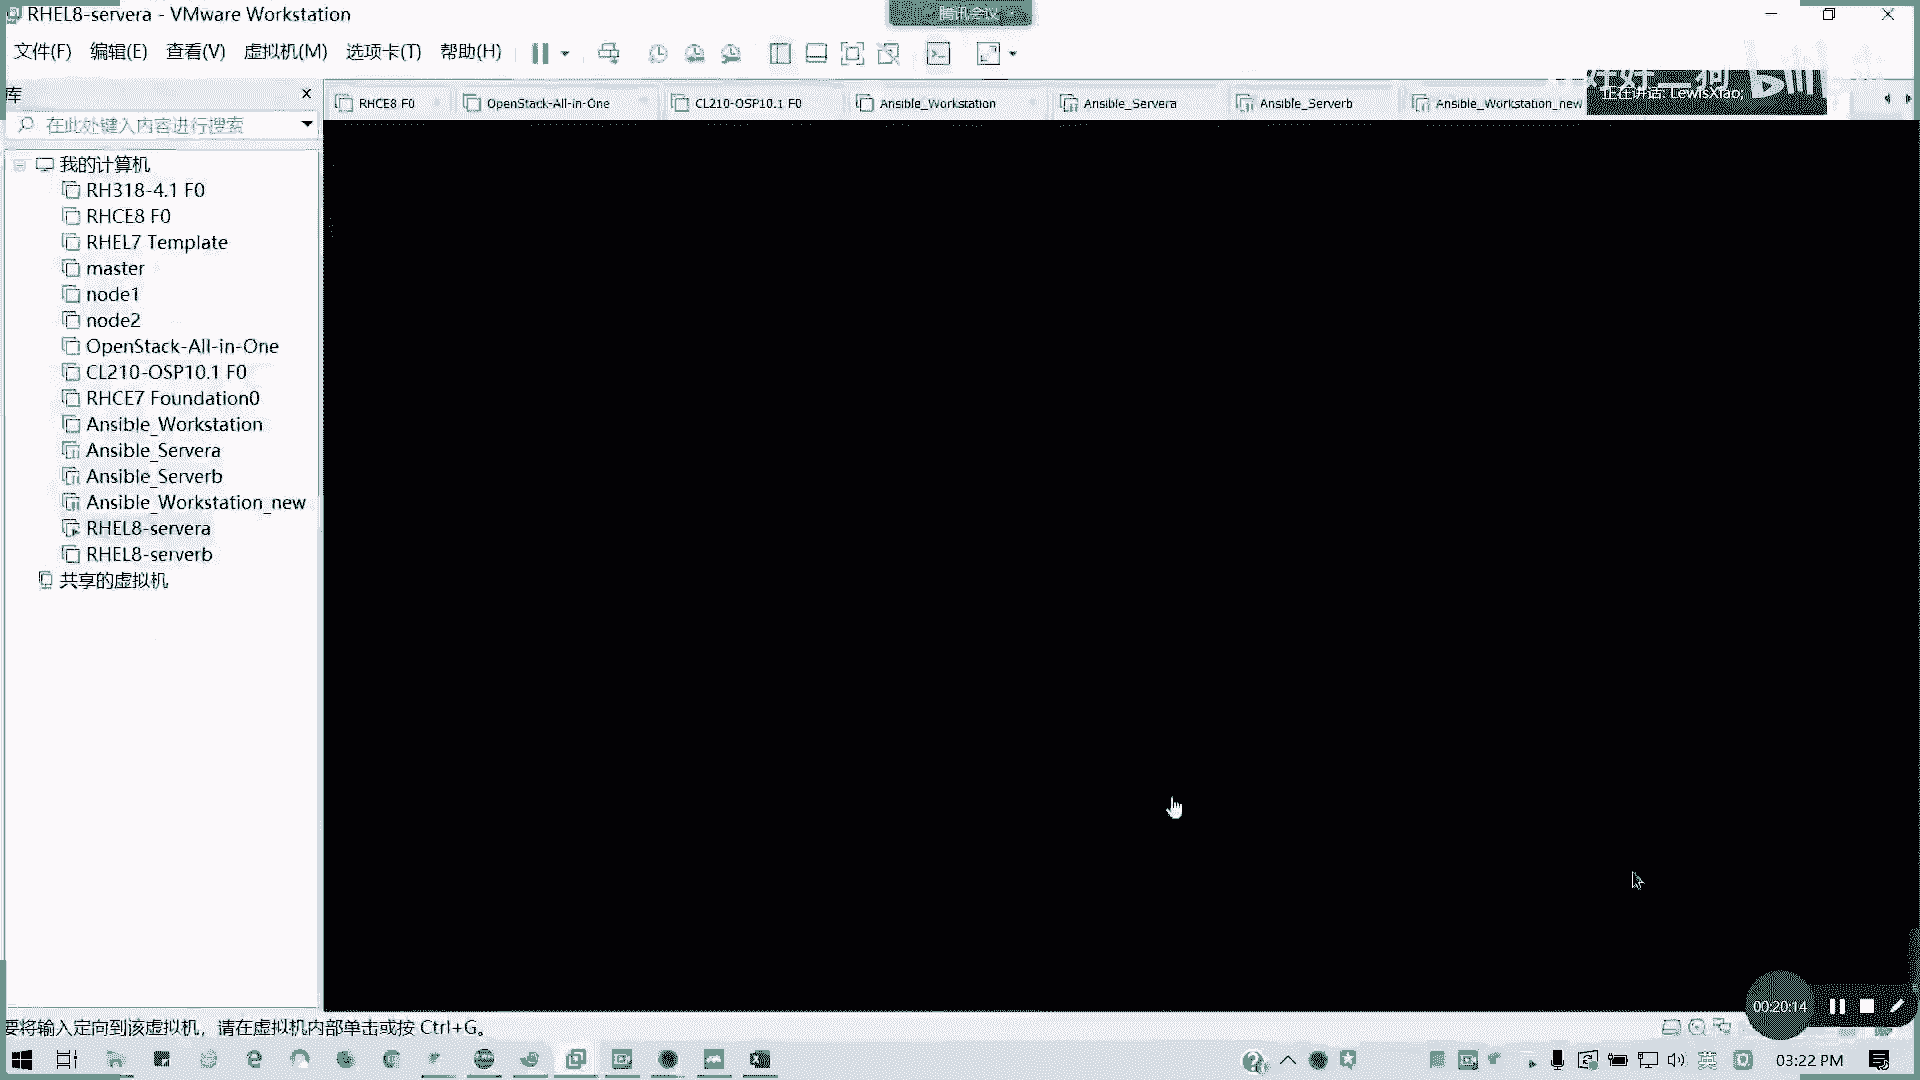 RHEL8-servera - VMware Workstation
腾讯会议
文件(F) 编辑(E) 查看(V) 虚拟机(M) 选项卡(T) 帮助(H)
正在讲话: LewisXiao;
库
在此处键入内容进行搜索
RHCE8 F0
OpenStack-All-in-One
CL210-OSP10.1 F0
Ansible_Workstation
Ansible_Servera
Ansible_Serverb
Ansible_Workstation_new
我的计算机
RH318-4.1 F0
RHCE8 F0
RHEL7 Template
master
node1
node2
OpenStack-All-in-One
CL210-OSP10.1 F0
RHCE7 Foundation0
Ansible_Workstation
Ansible_Servera
Ansible_Serverb
Ansible_Workstation_new
RHEL8-servera
RHEL8-serverb
共享的虚拟机
00:20:14
要将输入定向到该虚拟机，请在虚拟机内部单击或按 Ctrl+G。
英
03:22 PM